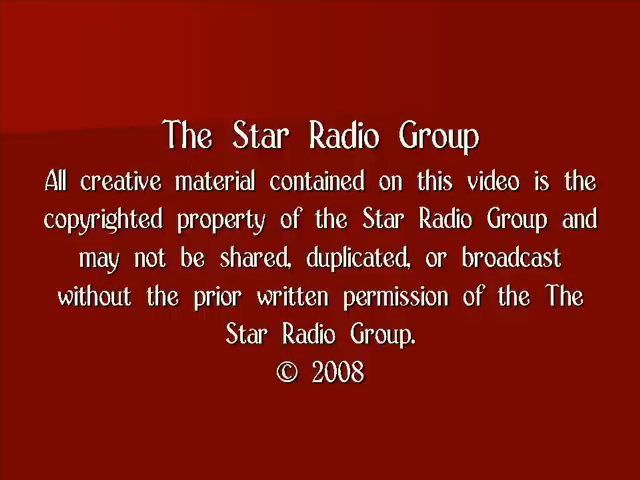 The Star Radio Group
All creative material contained on this video is the
copyrighted property of the Star Radio Group and
may not be shared, duplicated, or broadcast
without the prior written permission of the The
Star Radio Group.
© 2008